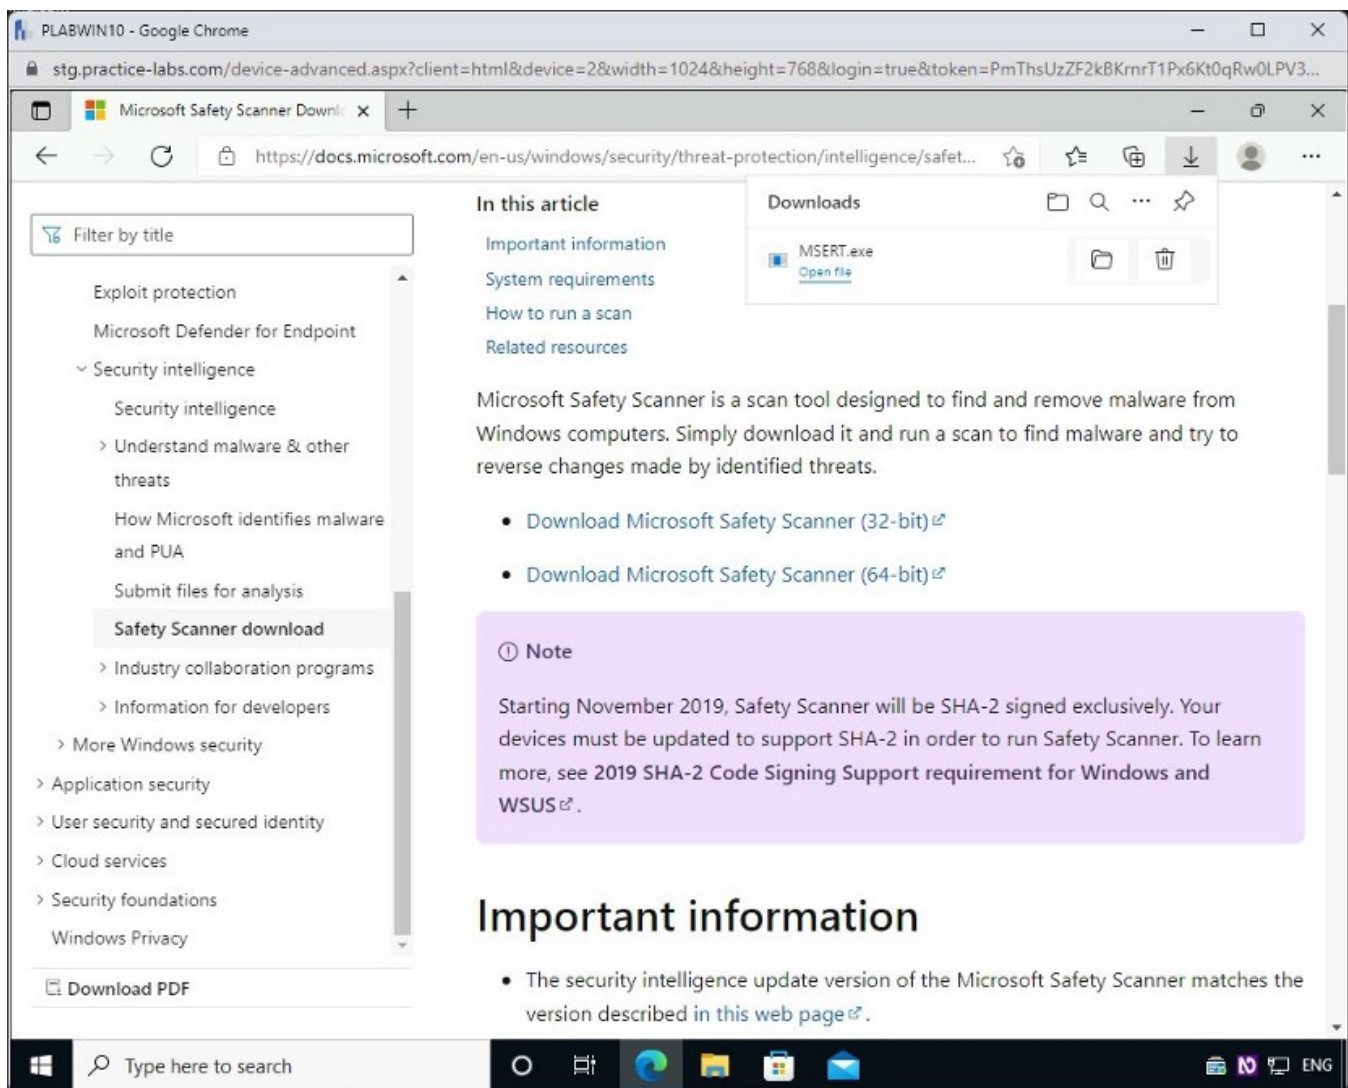 PLABWIN10 - Google Chrome
stg.practice-labs.com/device-advanced.aspx?client=html&device=2&width=1024&height=768&login=true&token=PmThsUzZF2kBKrnrT1Px6Kt0qRw0LPV3...
Microsoft Safety Scanner Downl
https://docs.microsoft.com/en-us/windows/security/threat-protection/intelligence/safet...
Downloads
MSERT.exe
Open file
Filter by title
Exploit protection
Microsoft Defender for Endpoint
Security intelligence
Security intelligence
Understand malware & other
threats
How Microsoft identifies malware
and PUA
Submit files for analysis
Safety Scanner download
Industry collaboration programs
Information for developers
More Windows security
Application security
User security and secured identity
Cloud services
Security foundations
Windows Privacy
Download PDF
In this article
Important information
System requirements
How to run a scan
Related resources
Microsoft Safety Scanner is a scan tool designed to find and remove malware from
Windows computers. Simply download it and run a scan to find malware and try to
reverse changes made by identified threats.
• Download Microsoft Safety Scanner (32-bit)
• Download Microsoft Safety Scanner (64-bit)
Note
Starting November 2019, Safety Scanner will be SHA-2 signed exclusively. Your
devices must be updated to support SHA-2 in order to run Safety Scanner. To learn
more, see 2019 SHA-2 Code Signing Support requirement for Windows and
WSUS.
Important information
• The security intelligence update version of the Microsoft Safety Scanner matches the
version described in this web page.
Type here to search
ENG